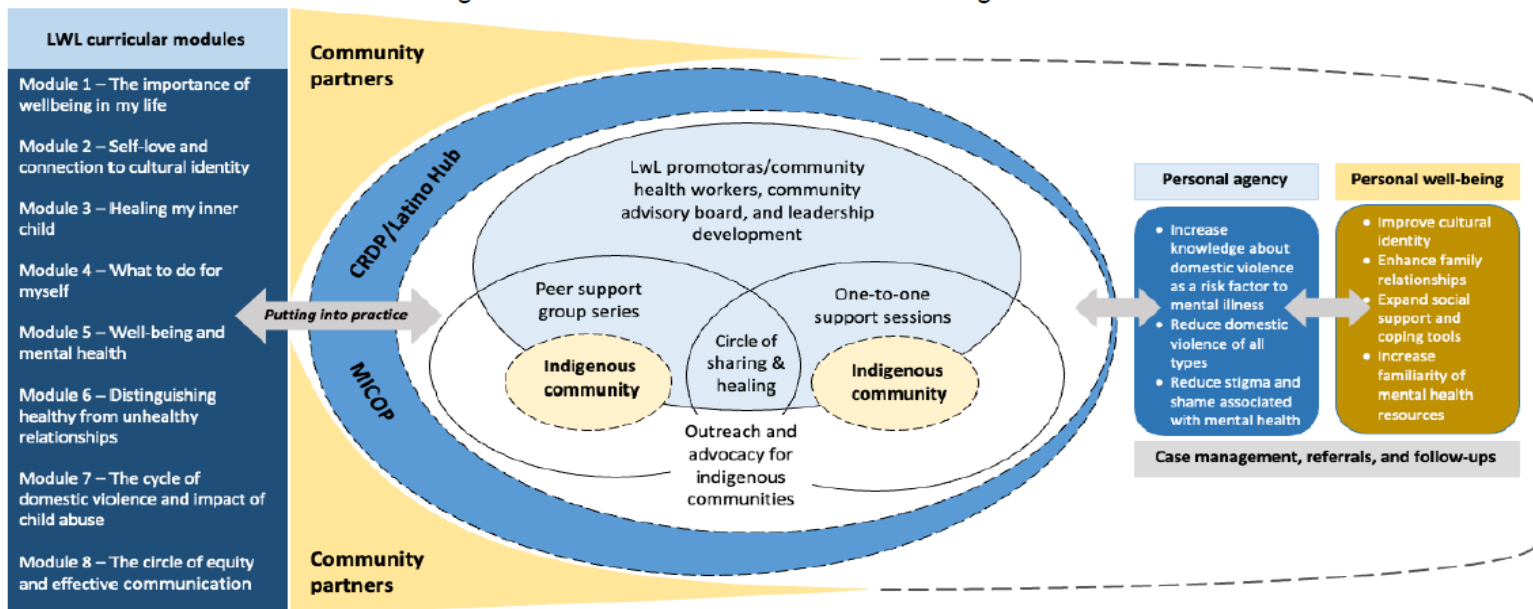 LWL curricular modules
Module 1 – The importance of
wellbeing in my life
Module 2 – Self-love and
connection to cultural identity
Module 3 – Healing my inner
child
Module 4 – What to do for
myself
Module 5 – Well-being and
mental health
Module 6 – Distinguishing
healthy from unhealthy
relationships
Module 7 – The cycle of
domestic violence and impact of
child abuse
Module 8 – The circle of equity
and effective communication
Putting into practice
Community
partners
Community
partners
CRDP/Latino Hub
MICOP
LwL promotoras/community
health workers, community
advisory board, and leadership
development
Peer support
group series
One-to-one
support sessions
Circle of
sharing &
healing
Indigenous
community
Indigenous
community
Outreach and
advocacy for
indigenous
communities
Personal agency
• Increase
knowledge about
domestic violence
as a risk factor to
mental illness
• Reduce domestic
violence of all
types
• Reduce stigma and
shame associated
with mental health
Personal well-being
• Improve cultural
identity
• Enhance family
relationships
• Expand social
support and
coping tools
• Increase
familiarity of
mental health
resources
Case management, referrals, and follow-ups